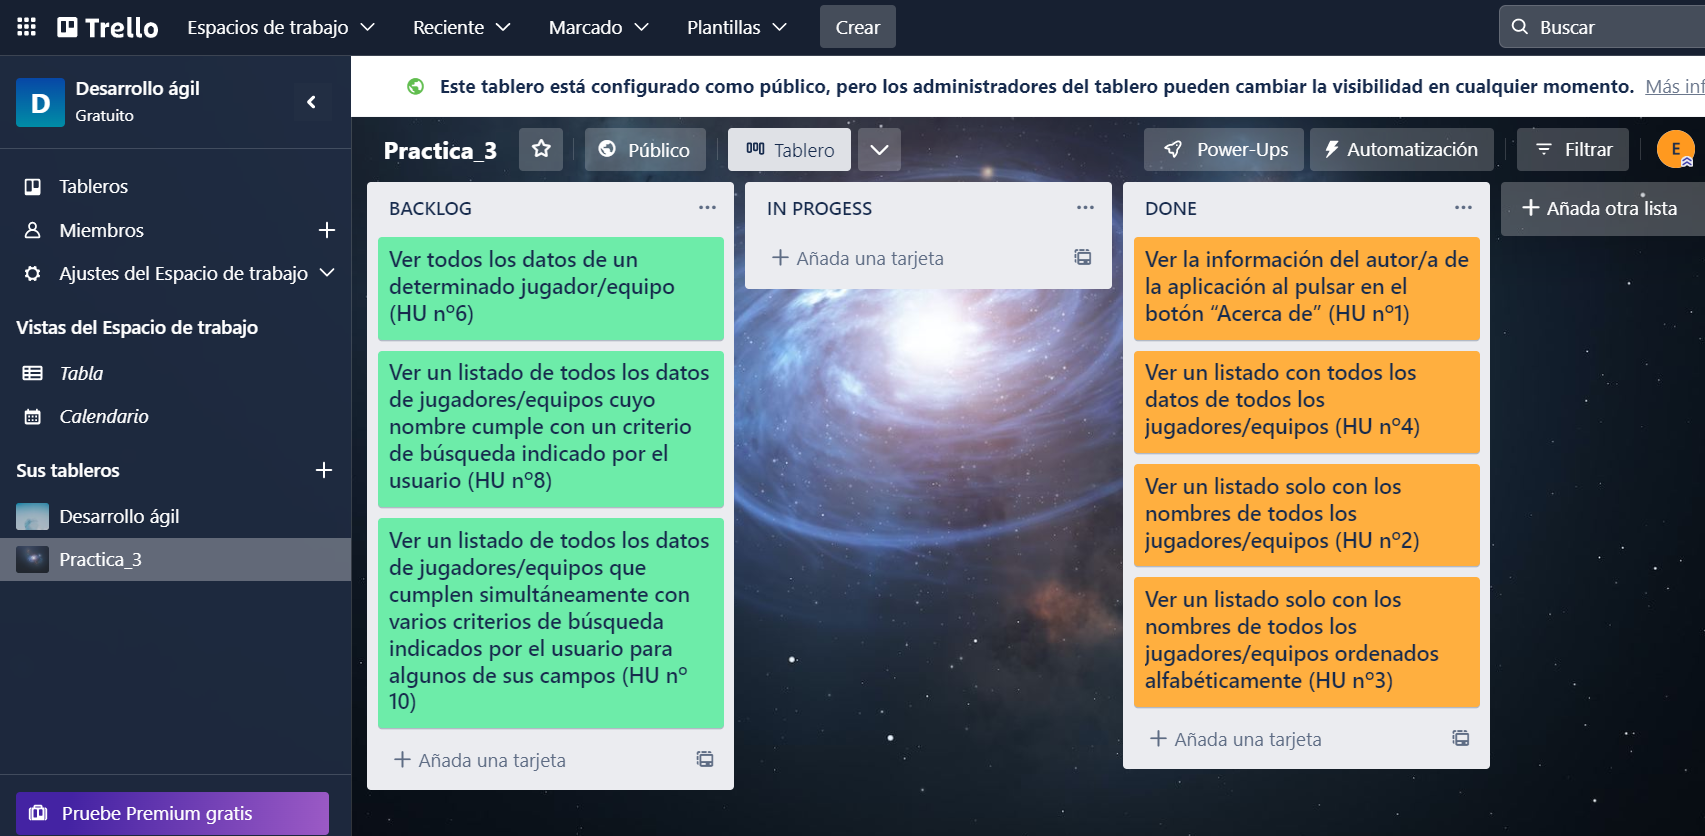 Trello
Espacios de trabajo
Reciente
Marcado
Plantillas
Crear
Buscar
D
Desarrollo ágil
Gratuito
Tableros
Miembros
Ajustes del Espacio de trabajo
Vistas del Espacio de trabajo
Tabla
Calendario
Sus tableros
Desarrollo ágil
Practica_3
Pruebe Premium gratis
Este tablero está configurado como público, pero los administradores del tablero pueden cambiar la visibilidad en cualquier momento. Más inf
Practica_3
Público
Tablero
Power-Ups
Automatización
Filtrar
E
BACKLOG
Ver todos los datos de un
determinado jugador/equipo
(HU nº6)
Ver un listado de todos los datos
de jugadores/equipos cuyo
nombre cumple con un criterio
de búsqueda indicado por el
usuario (HU nº8)
Ver un listado de todos los datos
de jugadores/equipos que
cumplen simultáneamente con
varios criterios de búsqueda
indicados por el usuario para
algunos de sus campos (HU nº
10)
Añada una tarjeta
IN PROGESS
Añada una tarjeta
DONE
Ver la información del autor/a de
la aplicación al pulsar en el
botón “Acerca de” (HU nº1)
Ver un listado con todos los
datos de todos los
jugadores/equipos (HU nº4)
Ver un listado solo con los
nombres de todos los
jugadores/equipos (HU nº2)
Ver un listado solo con los
nombres de todos los
jugadores/equipos ordenados
alfabéticamente (HU nº3)
Añada una tarjeta
Añada otra lista